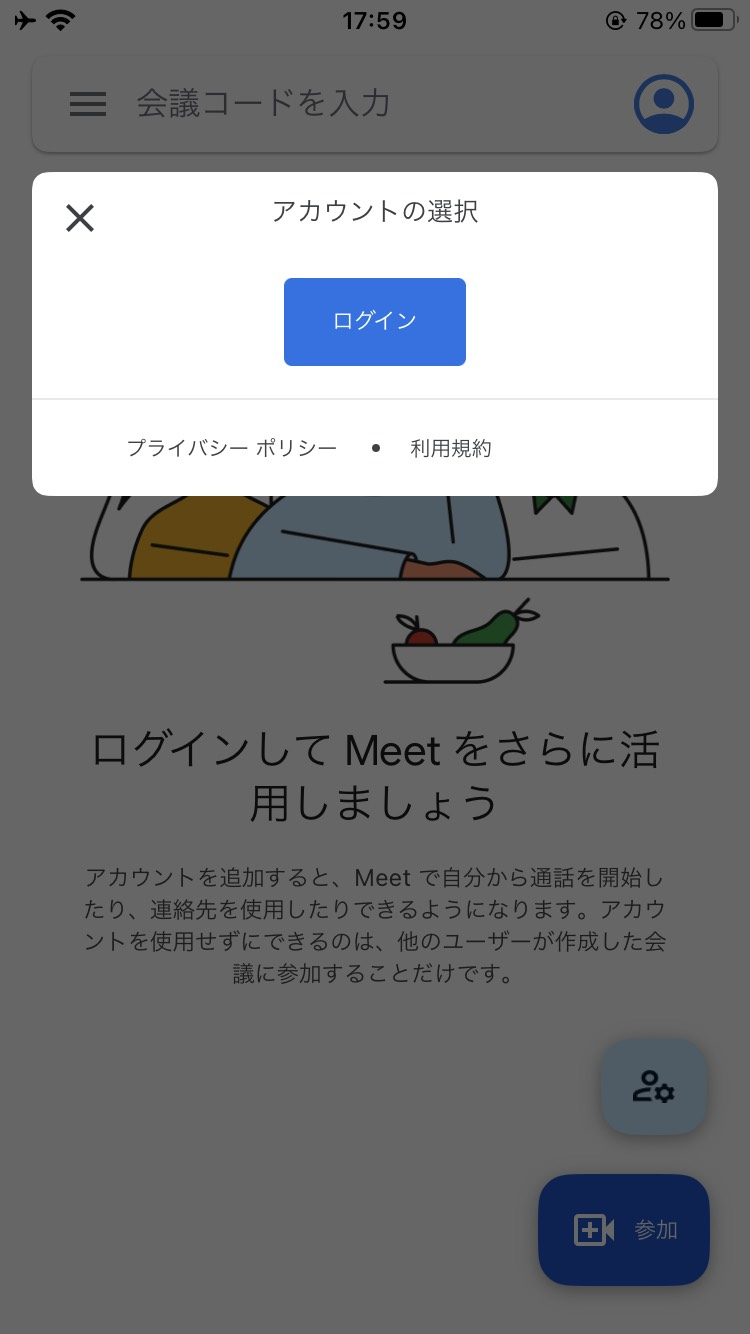 17:59
78%
会議コードを入力
アカウントの選択
ログイン
プライバシー ポリシー • 利用規約
ログインして Meet をさらに活
用しましょう
アカウントを追加すると、Meet で自分から通話を開始し
たり、連絡先を使用したりできるようになります。アカウ
ントを使用せずにできるのは、他のユーザーが作成した会
議に参加することだけです。
参加